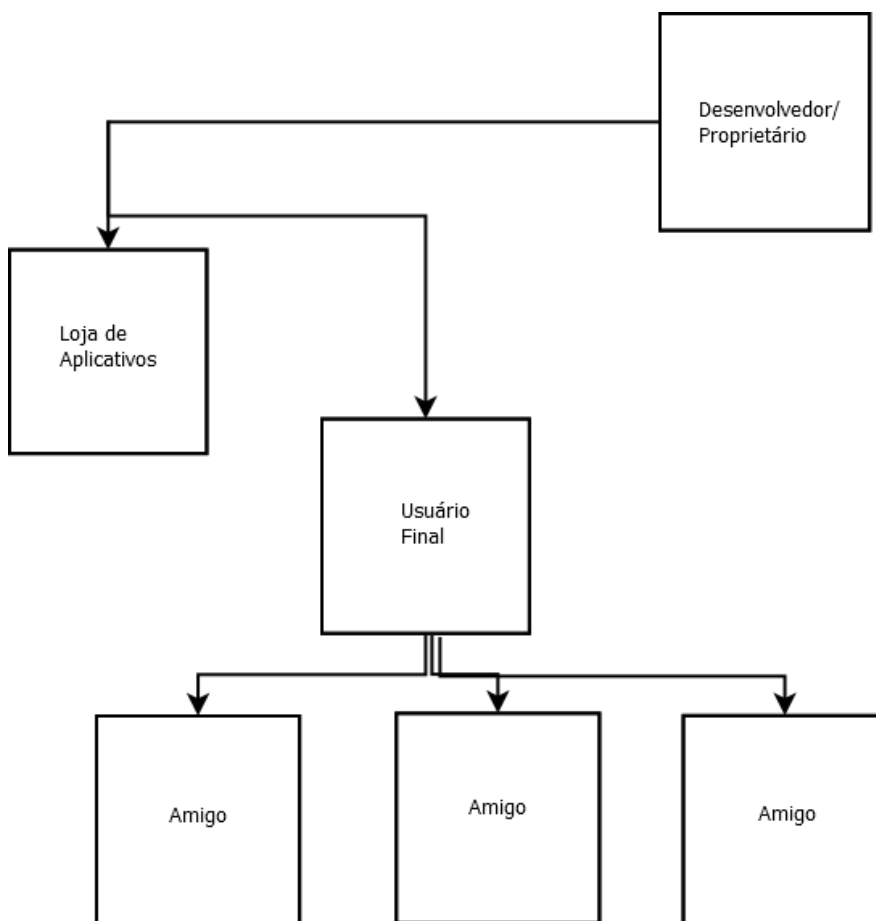 Desenvolvedor/
Proprietário
Loja de
Aplicativos
Usuário
Final
Amigo
Amigo
Amigo